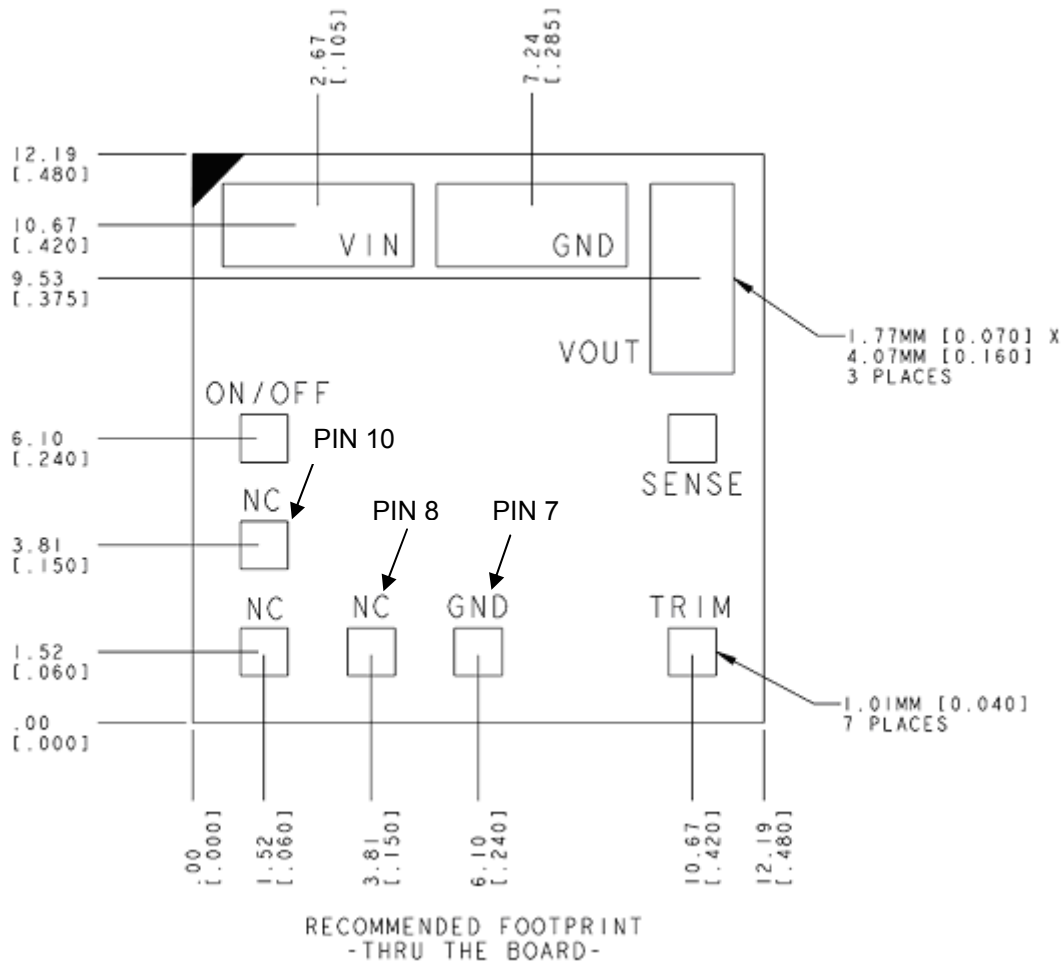 2.67
[.105]
7.24
[.285]
12.19
[.480]
10.67
[.420]
VIN
GND
9.53
[.375]
1.77MM [0.070] X
4.07MM [0.160]
3 PLACES
VOUT
ON/OFF
6.10
[.240]
PIN 10
SENSE
NC
PIN 8
PIN 7
3.81
[.150]
NC
NC
GND
TRIM
1.52
[.060]
1.01MM [0.040]
7 PLACES
.00
[.000]
.00
[.000]
1.52
[.060]
3.81
[.150]
6.10
[.240]
10.67
[.420]
12.19
[.480]
RECOMMENDED FOOTPRINT
-THRU THE BOARD-